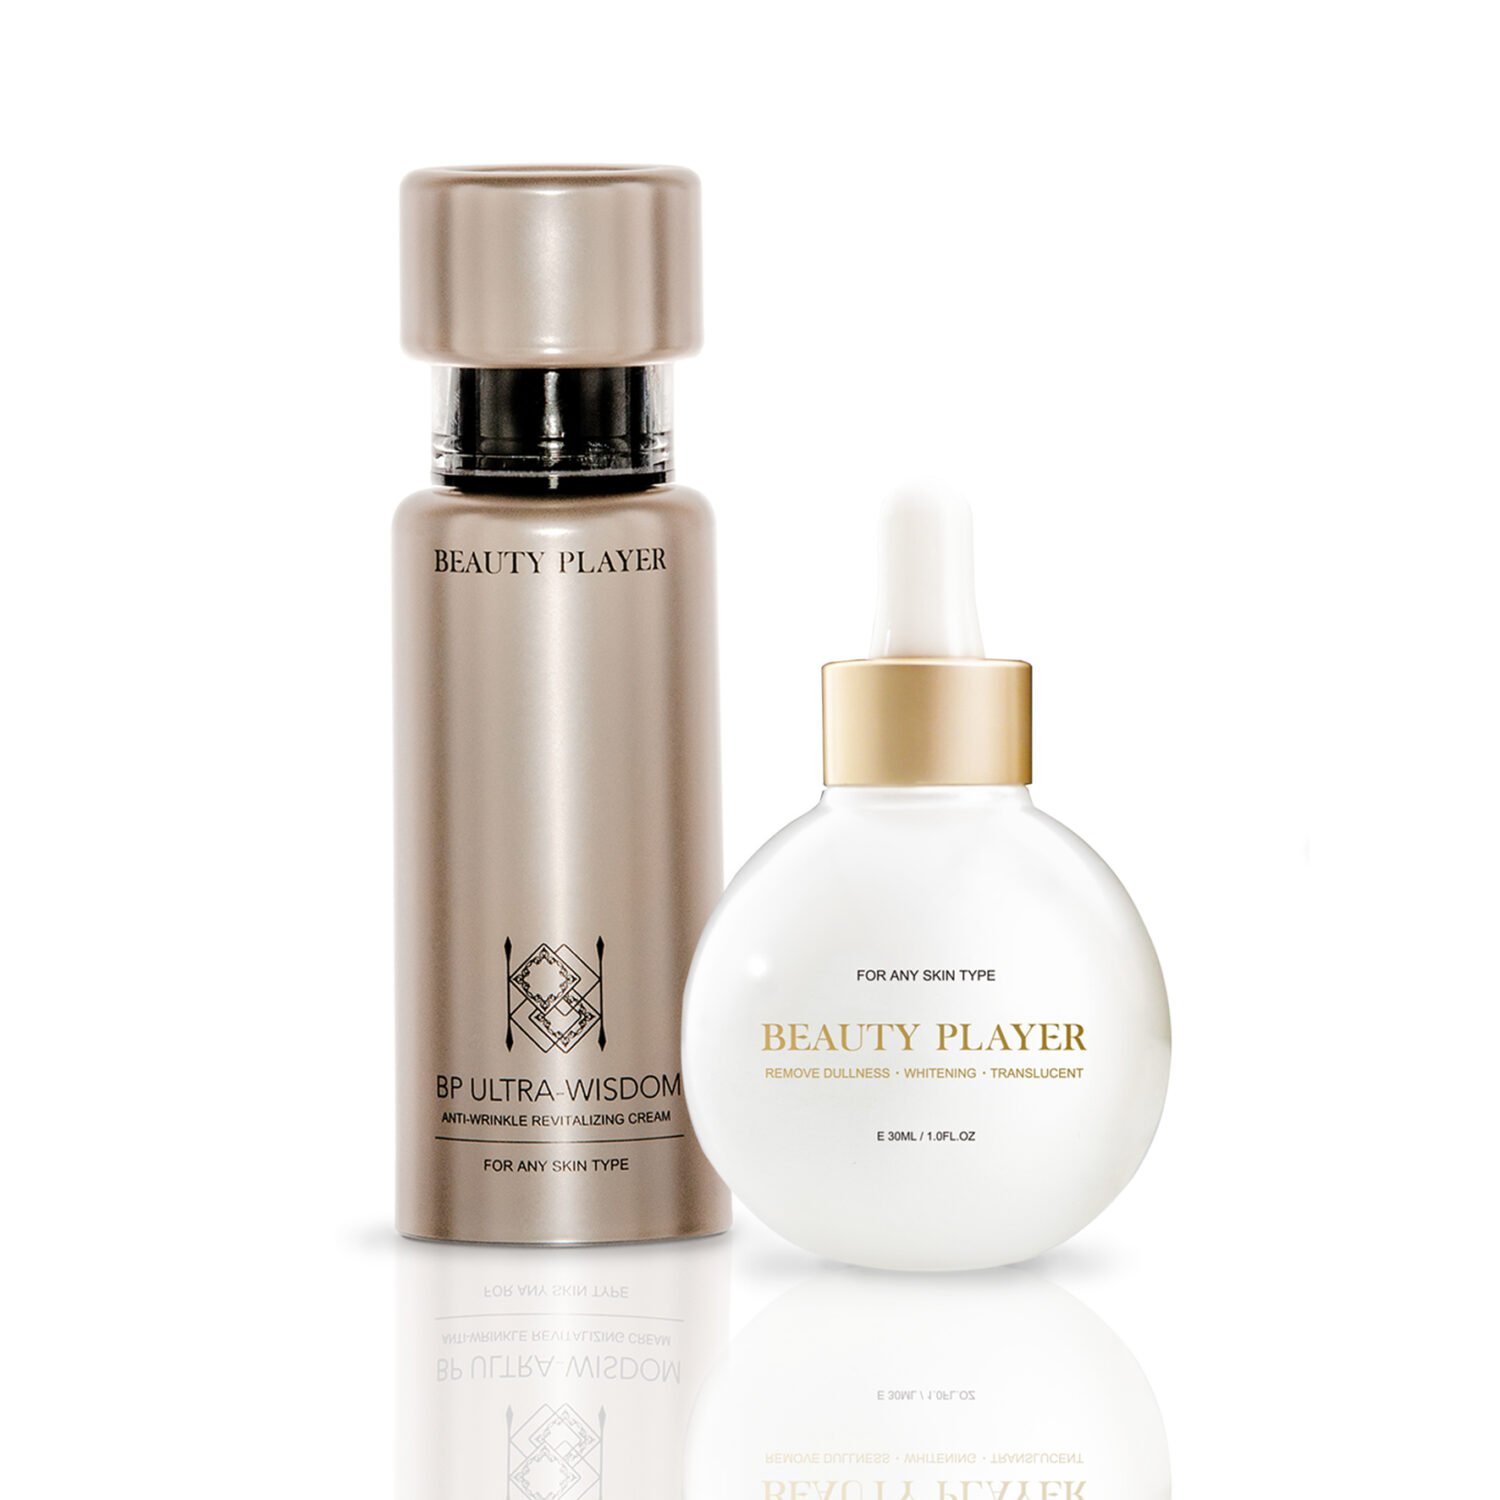 BEAUTY PLAYER
BP ULTRA-WISDOM
ANTI-WRINKLE REVITALIZING CREAM
FOR ANY SKIN TYPE
FOR ANY SKIN TYPE
BEAUTY PLAYER
REMOVE DULLNESS · WHITENING · TRANSLUCENT
E 30ML / 1.0FL.OZ